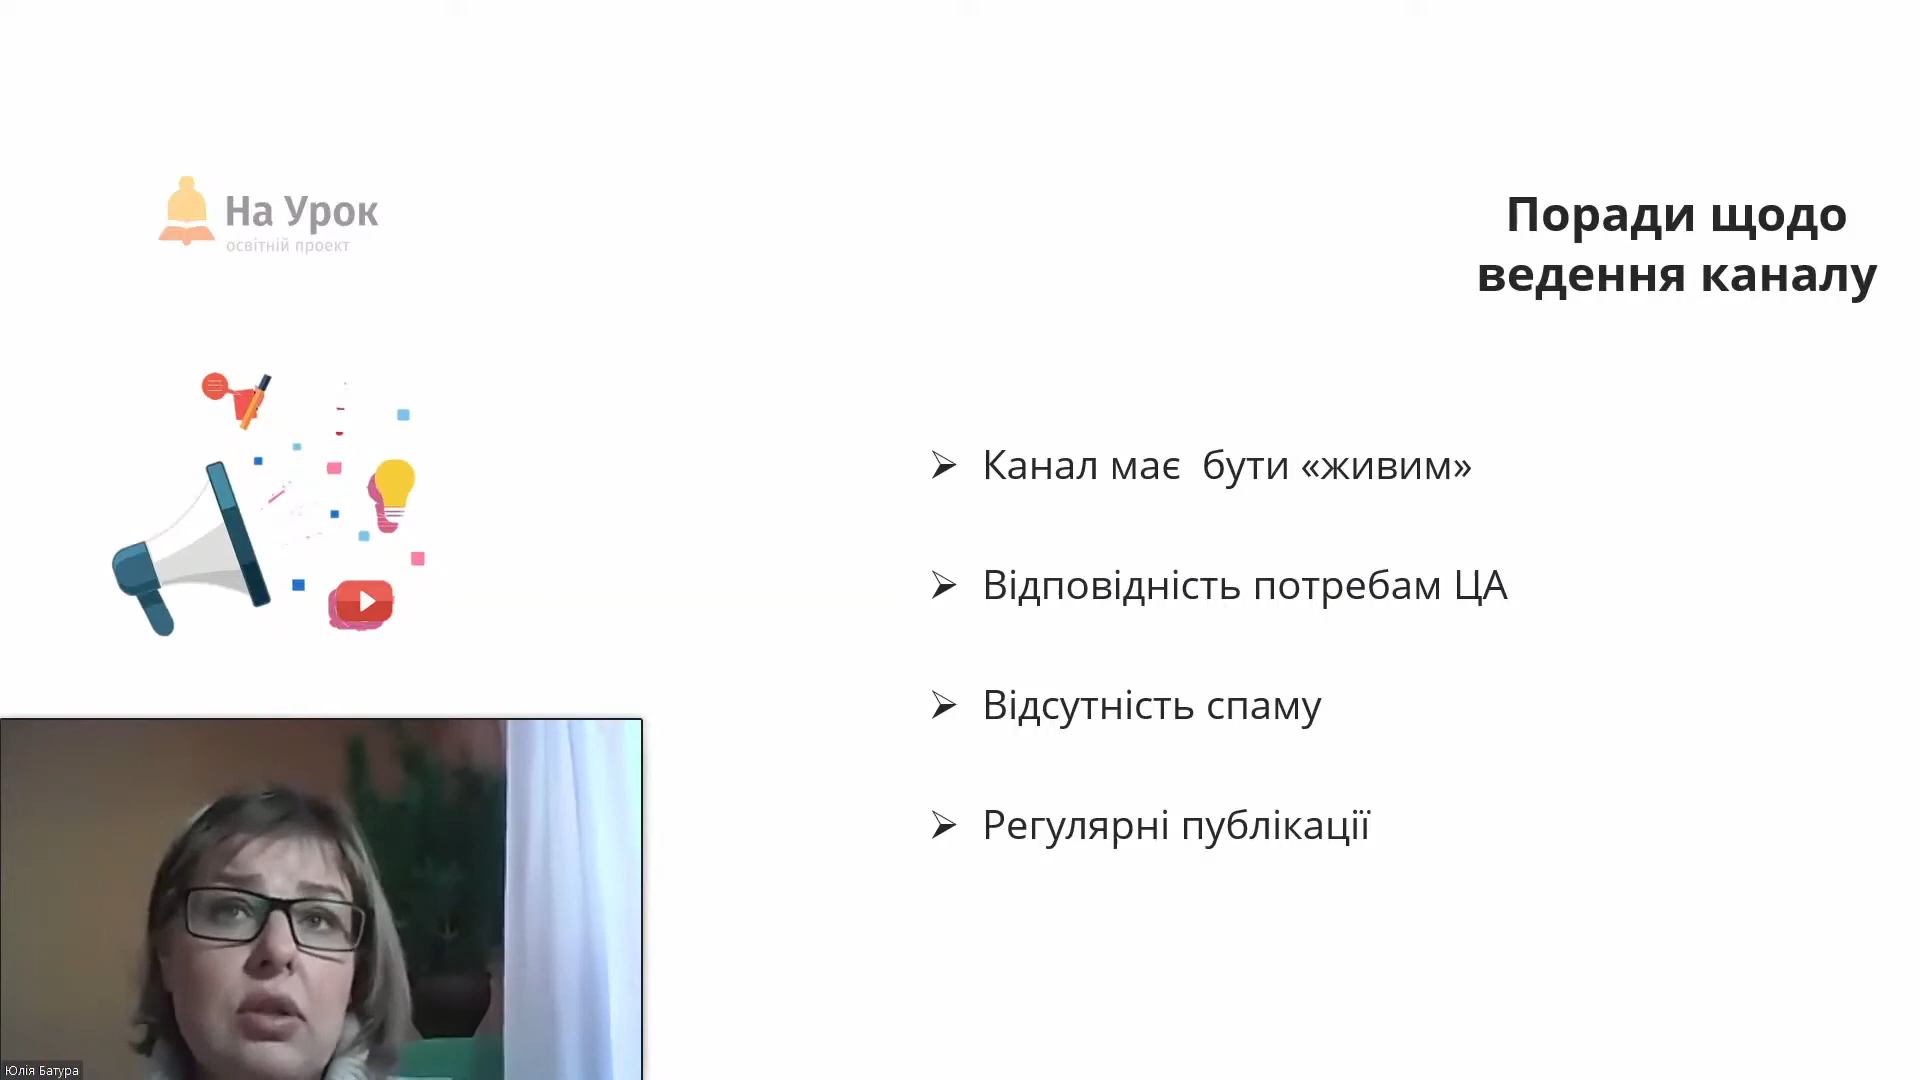 На Урок
освітній проект
Поради щодо
ведення каналу
Канал має бути «живим»
Відповідність потребам ЦА
Відсутність спаму
Регулярні публікації
Юлія Батура